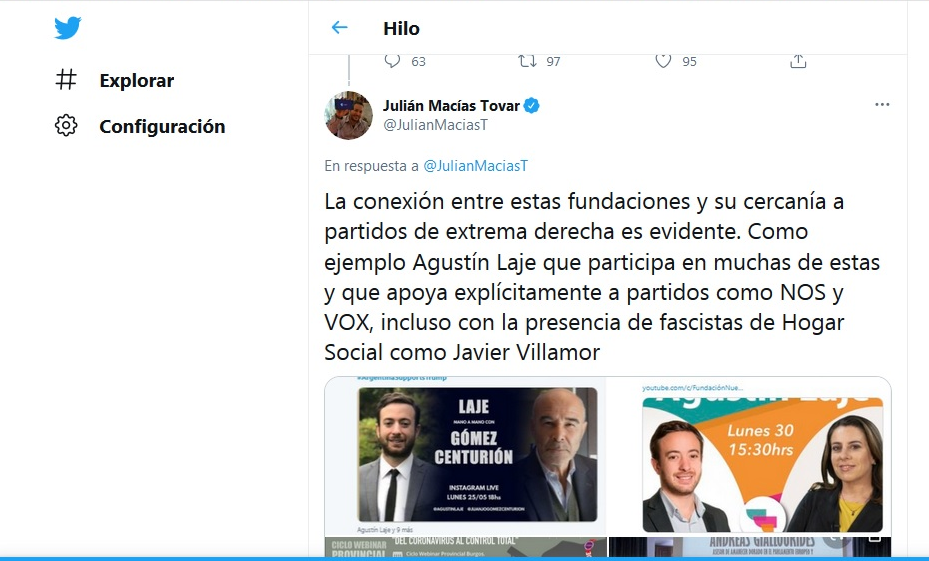 Hilo
Explorar
Configuración
63
97
95
Julián Macías Tovar
@JulianMaciasT
En respuesta a @JulianMaciasT
La conexión entre estas fundaciones y su cercanía a
partidos de extrema derecha es evidente. Como
ejemplo Agustín Laje que participa en muchas de estas
y que apoya explícitamente a partidos como NOS y
VOX, incluso con la presencia de fascistas de Hogar
Social como Javier Villamor
#ArgentinaSupportsTrump
LAJE
MANO A MANO CON
GÓMEZ
CENTURIÓN
INSTAGRAM LIVE
LUNES 25/05 18hs
@AGUSTINLAJE @JUANJOGOMEZCENTURION
Agustín Laje y 9 más
youtube.com/c/FundaciónNue...
Agustín Laje
Lunes 30
15:30hrs
CICLO WEBINAR
PROVINCIAL
"DEL CORONAVIRUS AL CONTROL TOTAL"
Ciclo Webinar Provincial Burgos.
ANDREAS GIALLOURIDES